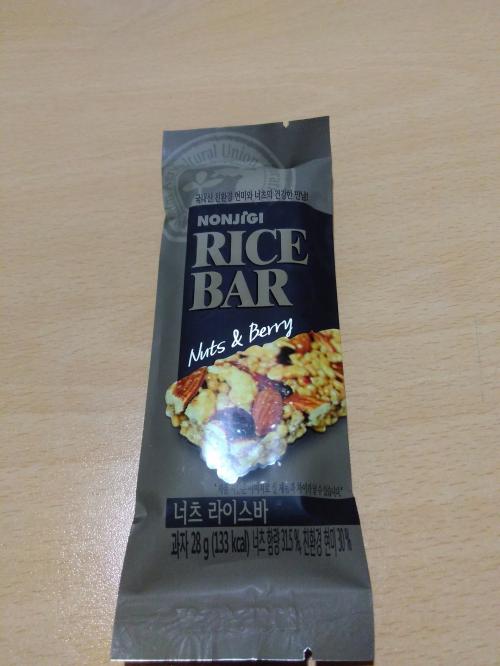 ultural Union
국내산 친환경 현미와 너츠의 건강한 만남!
NONJIGI
RICE
BAR
Nuts & Berry
너츠 라이스바
과자 28 g (133 kcal) 너츠 함량 31.5 %, 친환경 현미 30 %